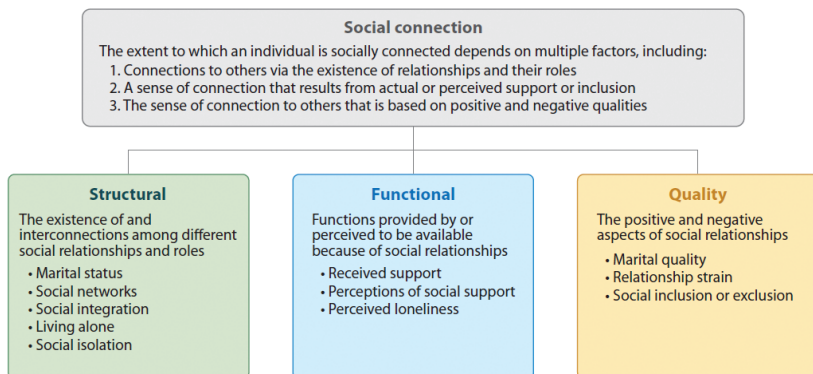 Social connection
The extent to which an individual is socially connected depends on multiple factors, including:
1. Connections to others via the existence of relationships and their roles
2. A sense of connection that results from actual or perceived support or inclusion
3. The sense of connection to others that is based on positive and negative qualities
Structural
The existence of and
interconnections among different
social relationships and roles
• Marital status
• Social networks
• Social integration
• Living alone
• Social isolation
Functional
Functions provided by or
perceived to be available
because of social relationships
• Received support
• Perceptions of social support
• Perceived loneliness
Quality
The positive and negative
aspects of social relationships
• Marital quality
• Relationship strain
• Social inclusion or exclusion